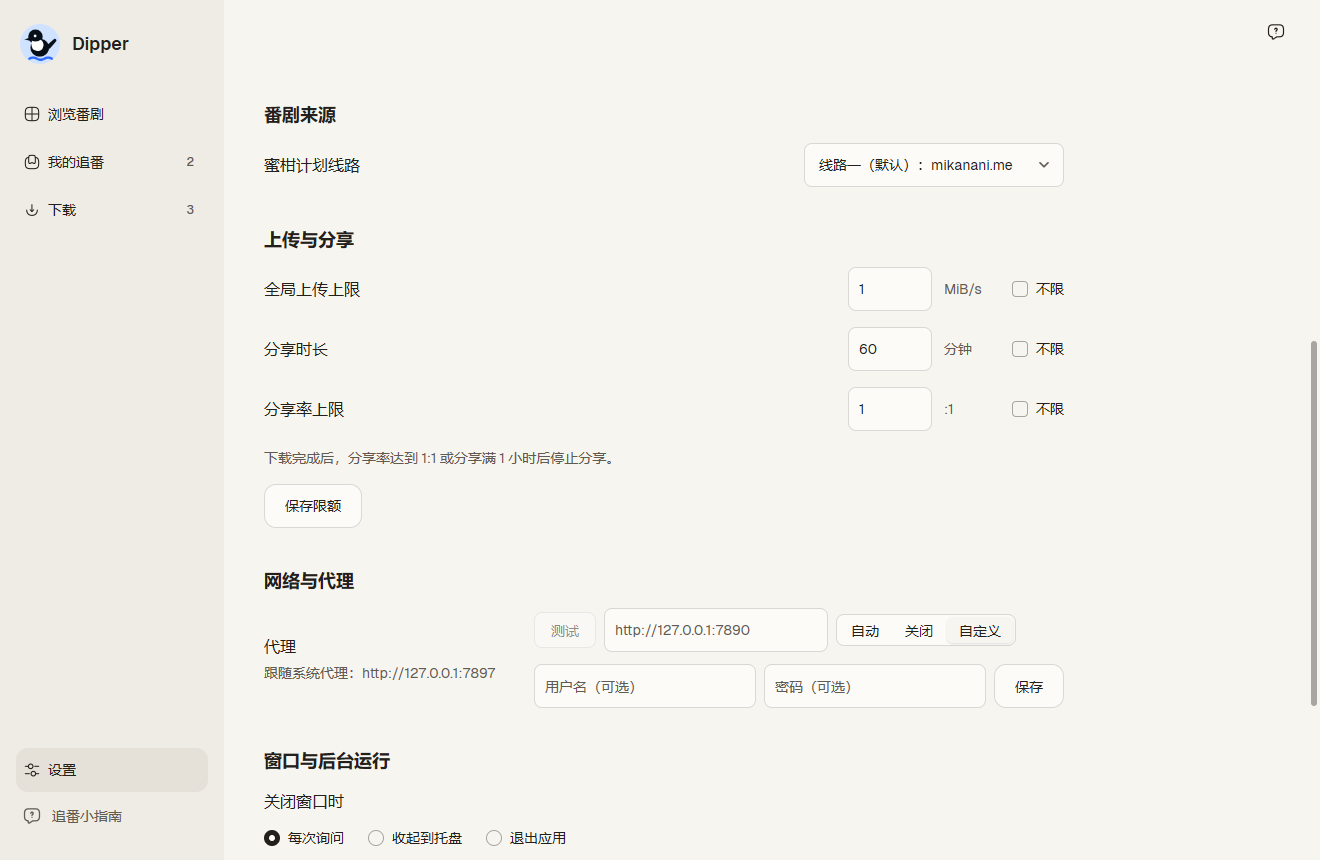 Dipper
浏览番剧
我的追番 2
下载 3
设置
追番小指南
番剧来源
蜜柑计划线路 线路一（默认）：mikanani.me
上传与分享
全局上传上限 1 MiB/s 不限
分享时长 60 分钟 不限
分享率上限 1 :1 不限
下载完成后，分享率达到 1:1 或分享满 1 小时后停止分享。
保存限额
网络与代理
代理
跟随系统代理：http://127.0.0.1:7897
测试 http://127.0.0.1:7890 自动 关闭 自定义
用户名（可选） 密码（可选） 保存
窗口与后台运行
关闭窗口时
每次询问 收起到托盘 退出应用